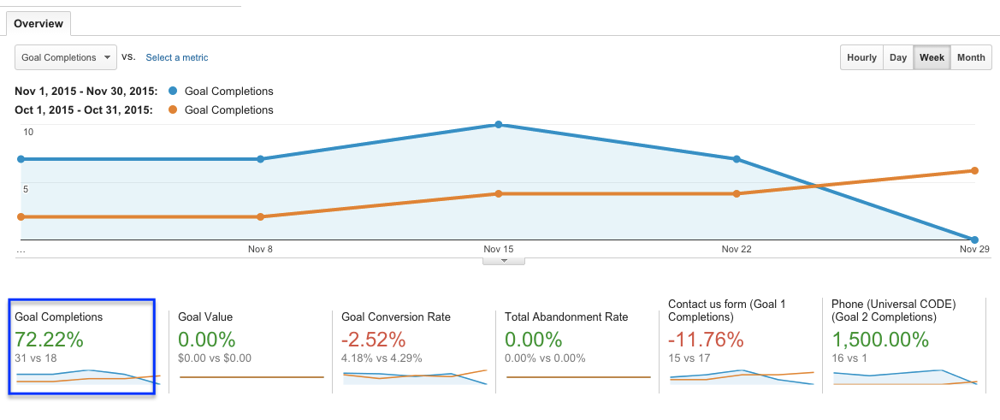 Overview
Goal Completions vs. Select a metric
Hourly Day Week Month
Nov 1, 2015 - Nov 30, 2015: Goal Completions
Oct 1, 2015 - Oct 31, 2015: Goal Completions
10
5
... Nov 8 Nov 15 Nov 22 Nov 29
Goal Completions
72.22%
31 vs 18
Goal Value
0.00%
$0.00 vs $0.00
Goal Conversion Rate
-2.52%
4.18% vs 4.29%
Total Abandonment Rate
0.00%
0.00% vs 0.00%
Contact us form (Goal 1
Completions)
-11.76%
15 vs 17
Phone (Universal CODE)
(Goal 2 Completions)
1,500.00%
16 vs 1